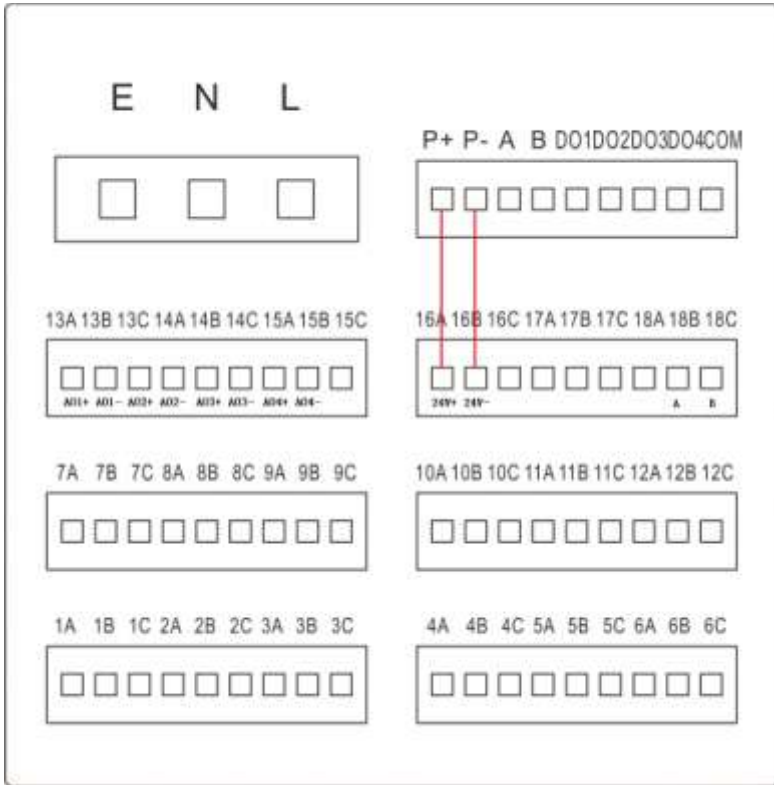 E N L
P+ P- A B DO1DO2DO3DO4COM
13A 13B 13C 14A 14B 14C 15A 15B 15C
16A 16B 16C 17A 17B 17C 18A 18B 18C
AO1+ AO1- AO2+ AO2- AO3+ AO3- AO4+ AO4-
24V+ 24V- A B
7A 7B 7C 8A 8B 8C 9A 9B 9C
10A 10B 10C 11A 11B 11C 12A 12B 12C
1A 1B 1C 2A 2B 2C 3A 3B 3C
4A 4B 4C 5A 5B 5C 6A 6B 6C